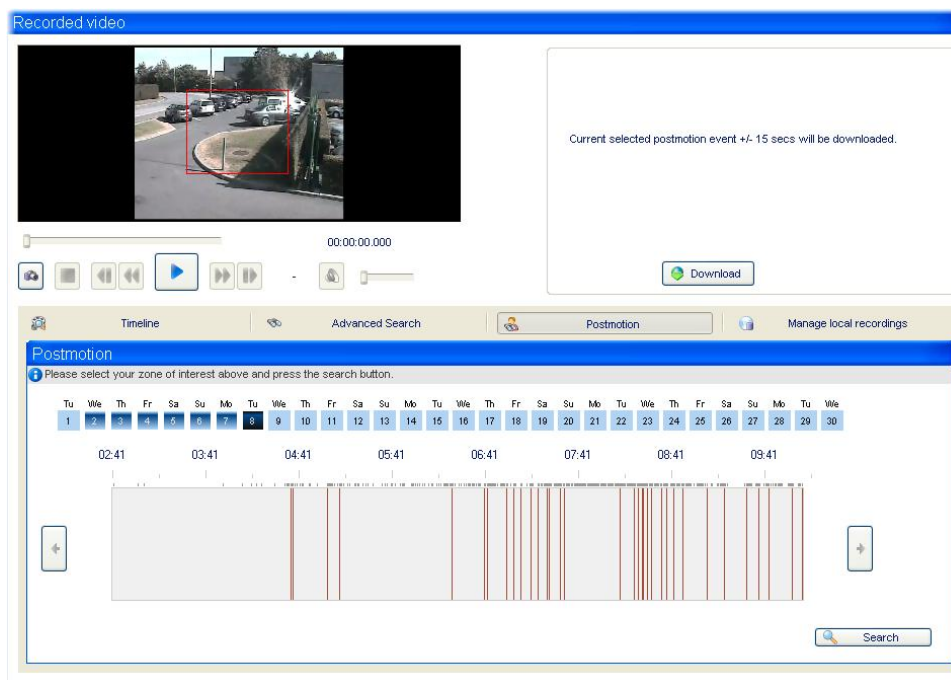 Recorded video
Current selected postmotion event +/- 15 secs will be downloaded.
00:00:00.000
-
Download
Timeline
Advanced Search
Postmotion
Manage local recordings
Postmotion
Please select your zone of interest above and press the search button.
Tu We Th Fr Sa Su Mo Tu We Th Fr Sa Su Mo Tu We Th Fr Sa Su Mo Tu We Th Fr Sa Su Mo Tu We
1 2 3 4 5 6 7 8 9 10 11 12 13 14 15 16 17 18 19 20 21 22 23 24 25 26 27 28 29 30
02:41 03:41 04:41 05:41 06:41 07:41 08:41 09:41
Search